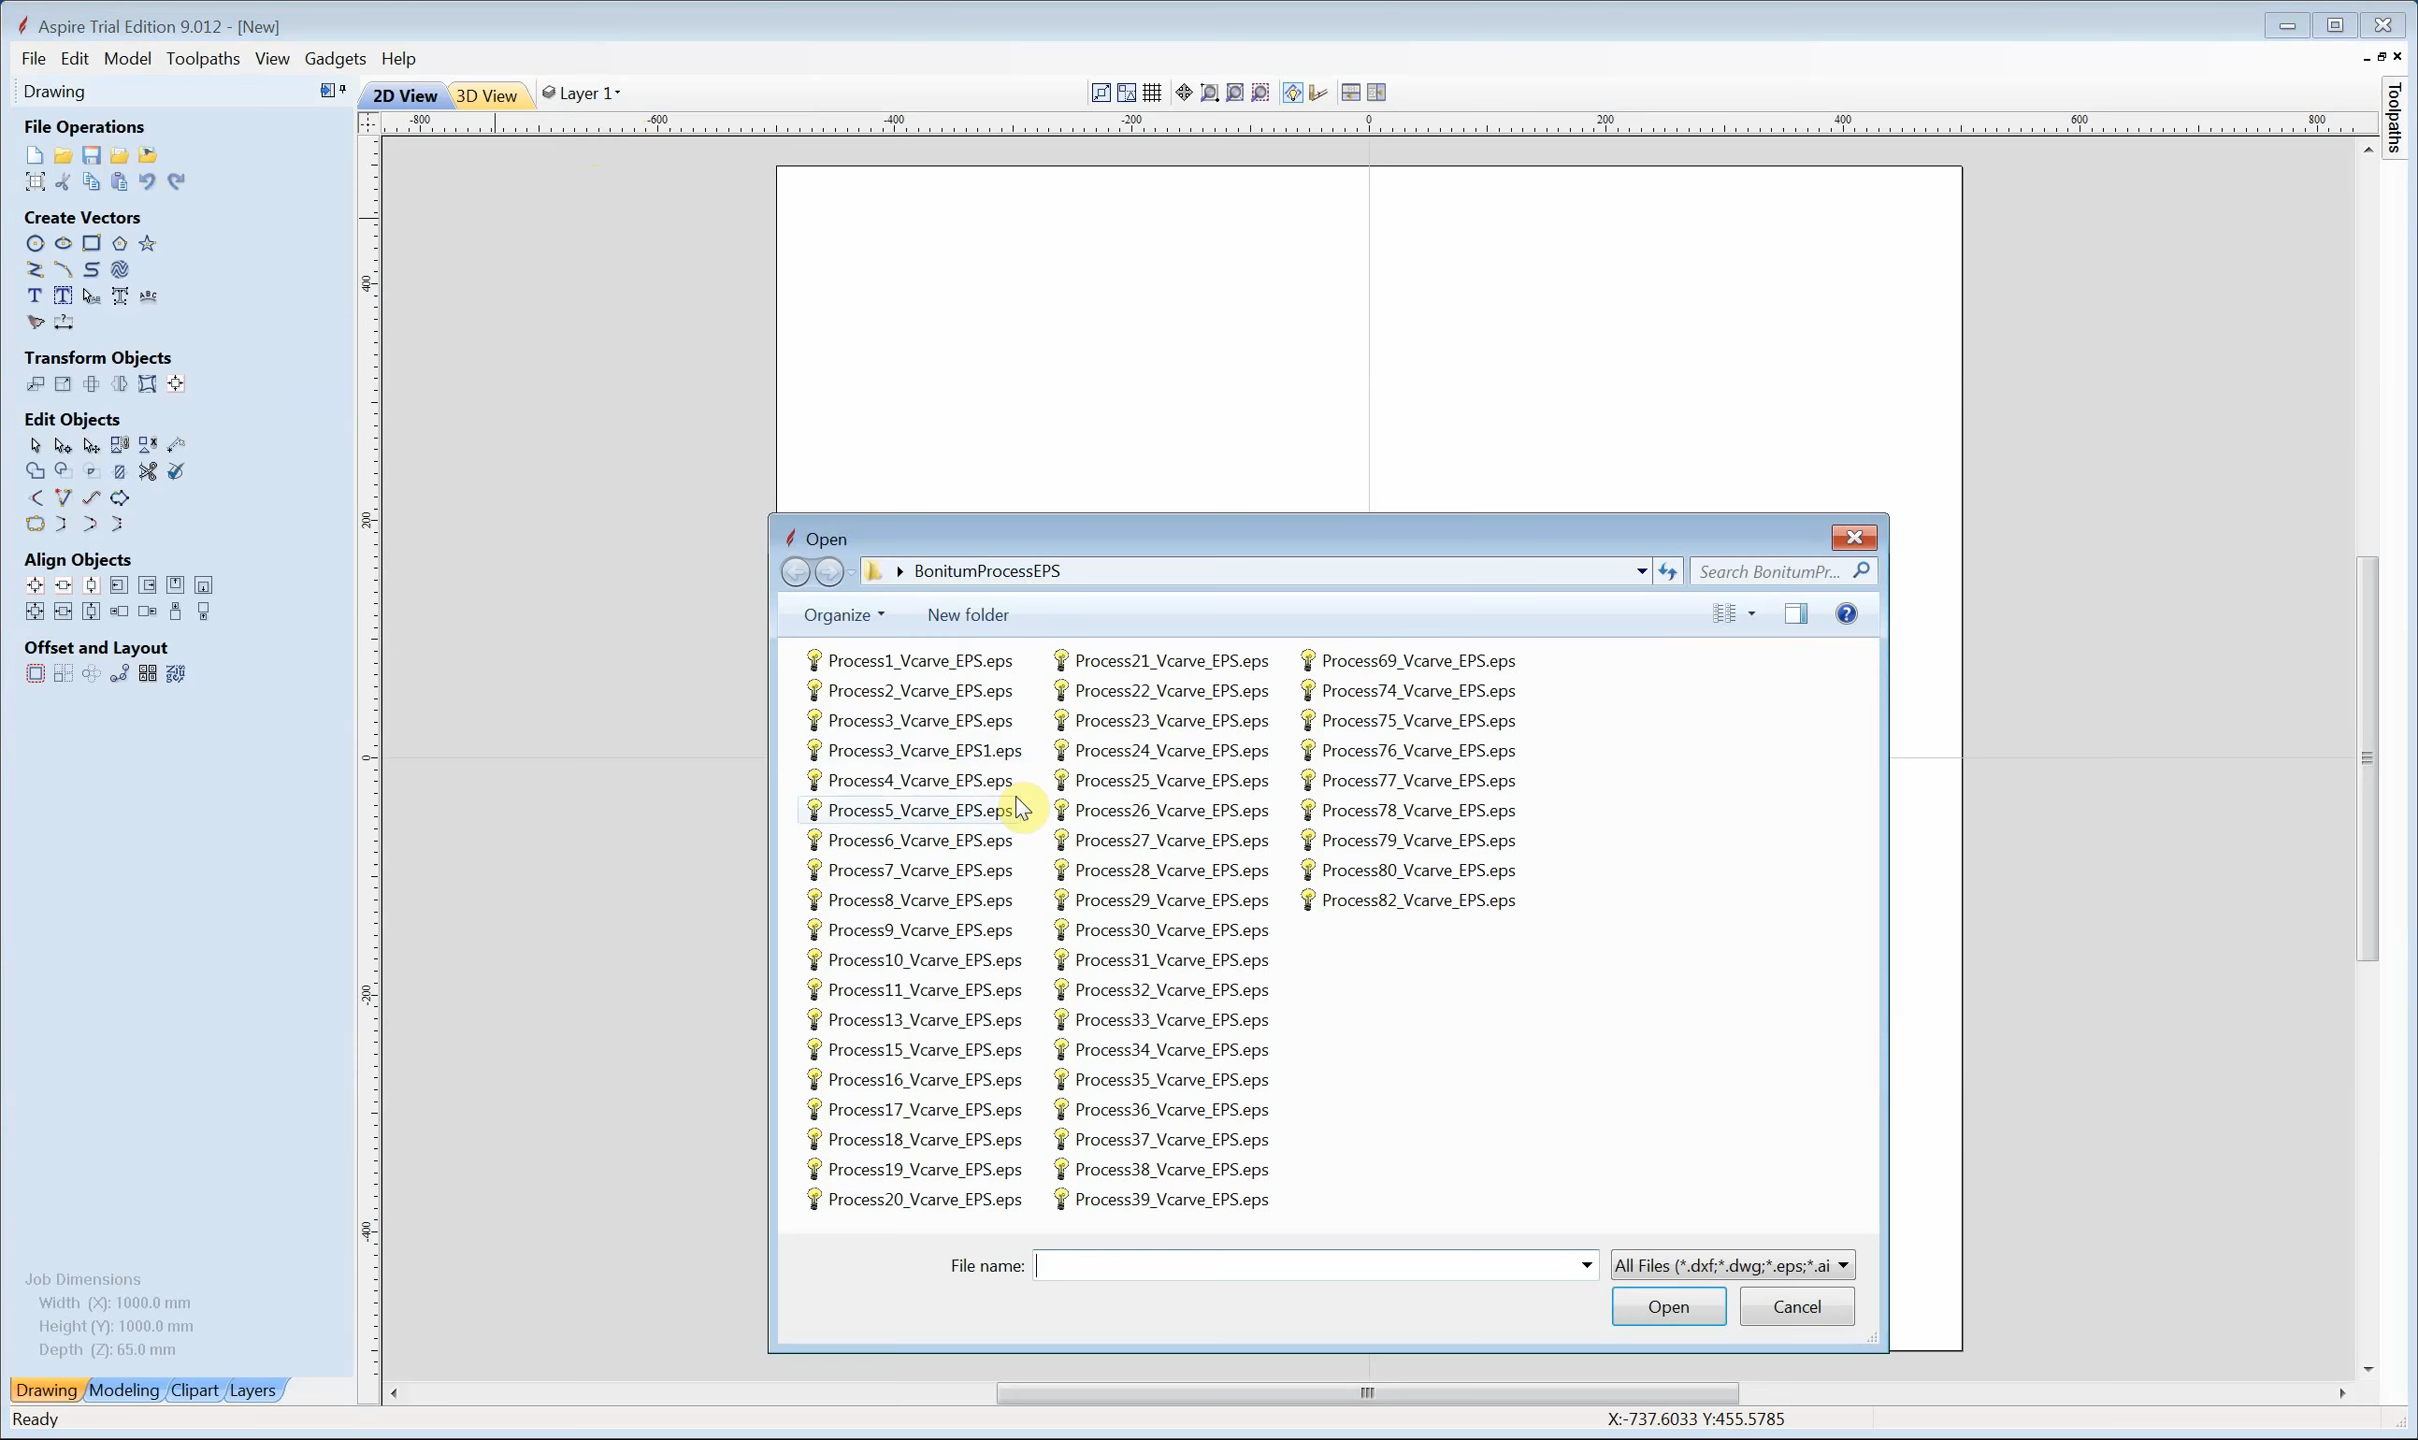 Aspire Trial Edition 9.012 - [New]
File Edit Model Toolpaths View Gadgets Help
Drawing
2D View 3D View Layer 1
Toolpaths
-800 -600 -400 -200 0 200 400 600 800
400
200
0
-200
-400
File Operations
Create Vectors
Transform Objects
Edit Objects
Align Objects
Offset and Layout
Open
BonitumProcessEPS
Search BonitumPr...
Organize New folder
Process1_Vcarve_EPS.eps Process21_Vcarve_EPS.eps Process69_Vcarve_EPS.eps
Process2_Vcarve_EPS.eps Process22_Vcarve_EPS.eps Process74_Vcarve_EPS.eps
Process3_Vcarve_EPS.eps Process23_Vcarve_EPS.eps Process75_Vcarve_EPS.eps
Process3_Vcarve_EPS1.eps Process24_Vcarve_EPS.eps Process76_Vcarve_EPS.eps
Process4_Vcarve_EPS.eps Process25_Vcarve_EPS.eps Process77_Vcarve_EPS.eps
Process5_Vcarve_EPS.eps Process26_Vcarve_EPS.eps Process78_Vcarve_EPS.eps
Process6_Vcarve_EPS.eps Process27_Vcarve_EPS.eps Process79_Vcarve_EPS.eps
Process7_Vcarve_EPS.eps Process28_Vcarve_EPS.eps Process80_Vcarve_EPS.eps
Process8_Vcarve_EPS.eps Process29_Vcarve_EPS.eps Process82_Vcarve_EPS.eps
Process9_Vcarve_EPS.eps Process30_Vcarve_EPS.eps
Process10_Vcarve_EPS.eps Process31_Vcarve_EPS.eps
Process11_Vcarve_EPS.eps Process32_Vcarve_EPS.eps
Process13_Vcarve_EPS.eps Process33_Vcarve_EPS.eps
Process15_Vcarve_EPS.eps Process34_Vcarve_EPS.eps
Process16_Vcarve_EPS.eps Process35_Vcarve_EPS.eps
Process17_Vcarve_EPS.eps Process36_Vcarve_EPS.eps
Process18_Vcarve_EPS.eps Process37_Vcarve_EPS.eps
Process19_Vcarve_EPS.eps Process38_Vcarve_EPS.eps
Process20_Vcarve_EPS.eps Process39_Vcarve_EPS.eps
File name: All Files (*.dxf;*.dwg;*.eps;*.ai
Open Cancel
Job Dimensions
Width (X): 1000.0 mm
Height (Y): 1000.0 mm
Depth (Z): 65.0 mm
Drawing Modeling Clipart Layers
Ready X:-737.6033 Y:455.5785